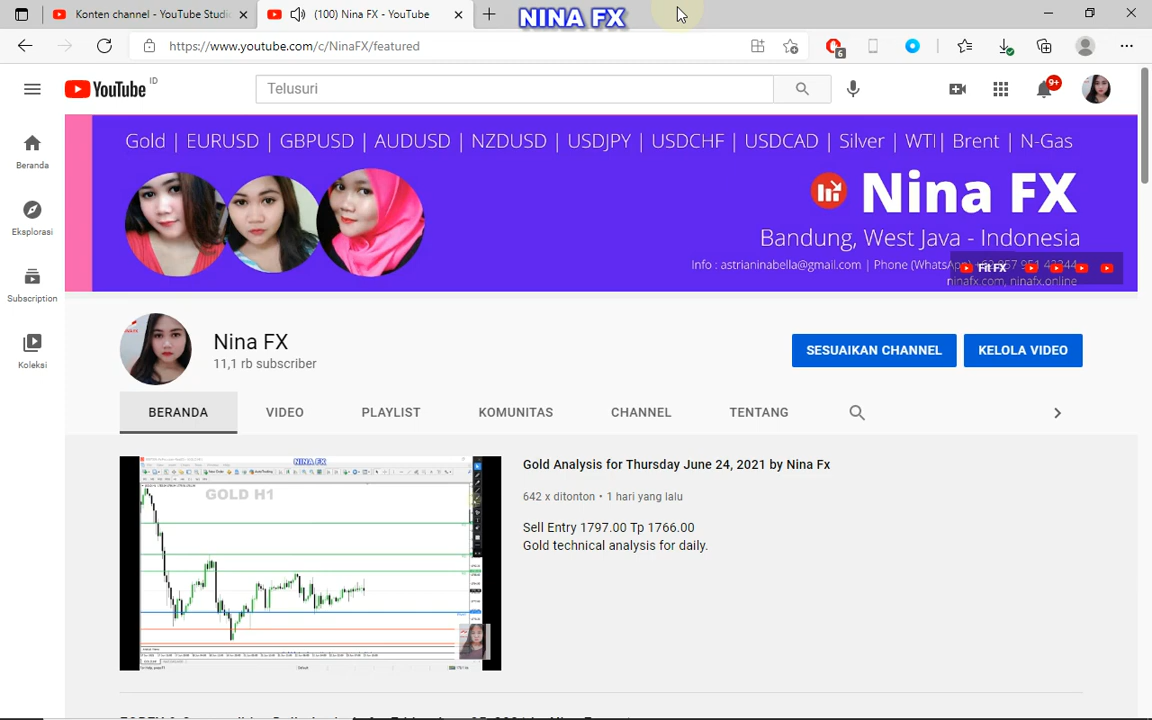 Konten channel - YouTube Studio
(100) Nina FX - YouTube
NINA FX
https://www.youtube.com/c/NinaFX/featured
6
YouTube ID
Telusuri
9+
Beranda
Eksplorasi
Subscription
Koleksi
Gold | EURUSD | GBPUSD | AUDUSD | NZDUSD | USDJPY | USDCHF | USDCAD | Silver | WTI | Brent | N-Gas
Nina FX
Bandung, West Java - Indonesia
Info : astrianinabella@gmail.com | Phone (WhatsApp)
Fit FX
ninafx.com, ninafx.online
Nina FX
11,1 rb subscriber
SESUAIKAN CHANNEL
KELOLA VIDEO
BERANDA
VIDEO
PLAYLIST
KOMUNITAS
CHANNEL
TENTANG
NINA FX
GOLD H1
Gold Analysis for Thursday June 24, 2021 by Nina Fx
642 x ditonton • 1 hari yang lalu
Sell Entry 1797.00 Tp 1766.00
Gold technical analysis for daily.